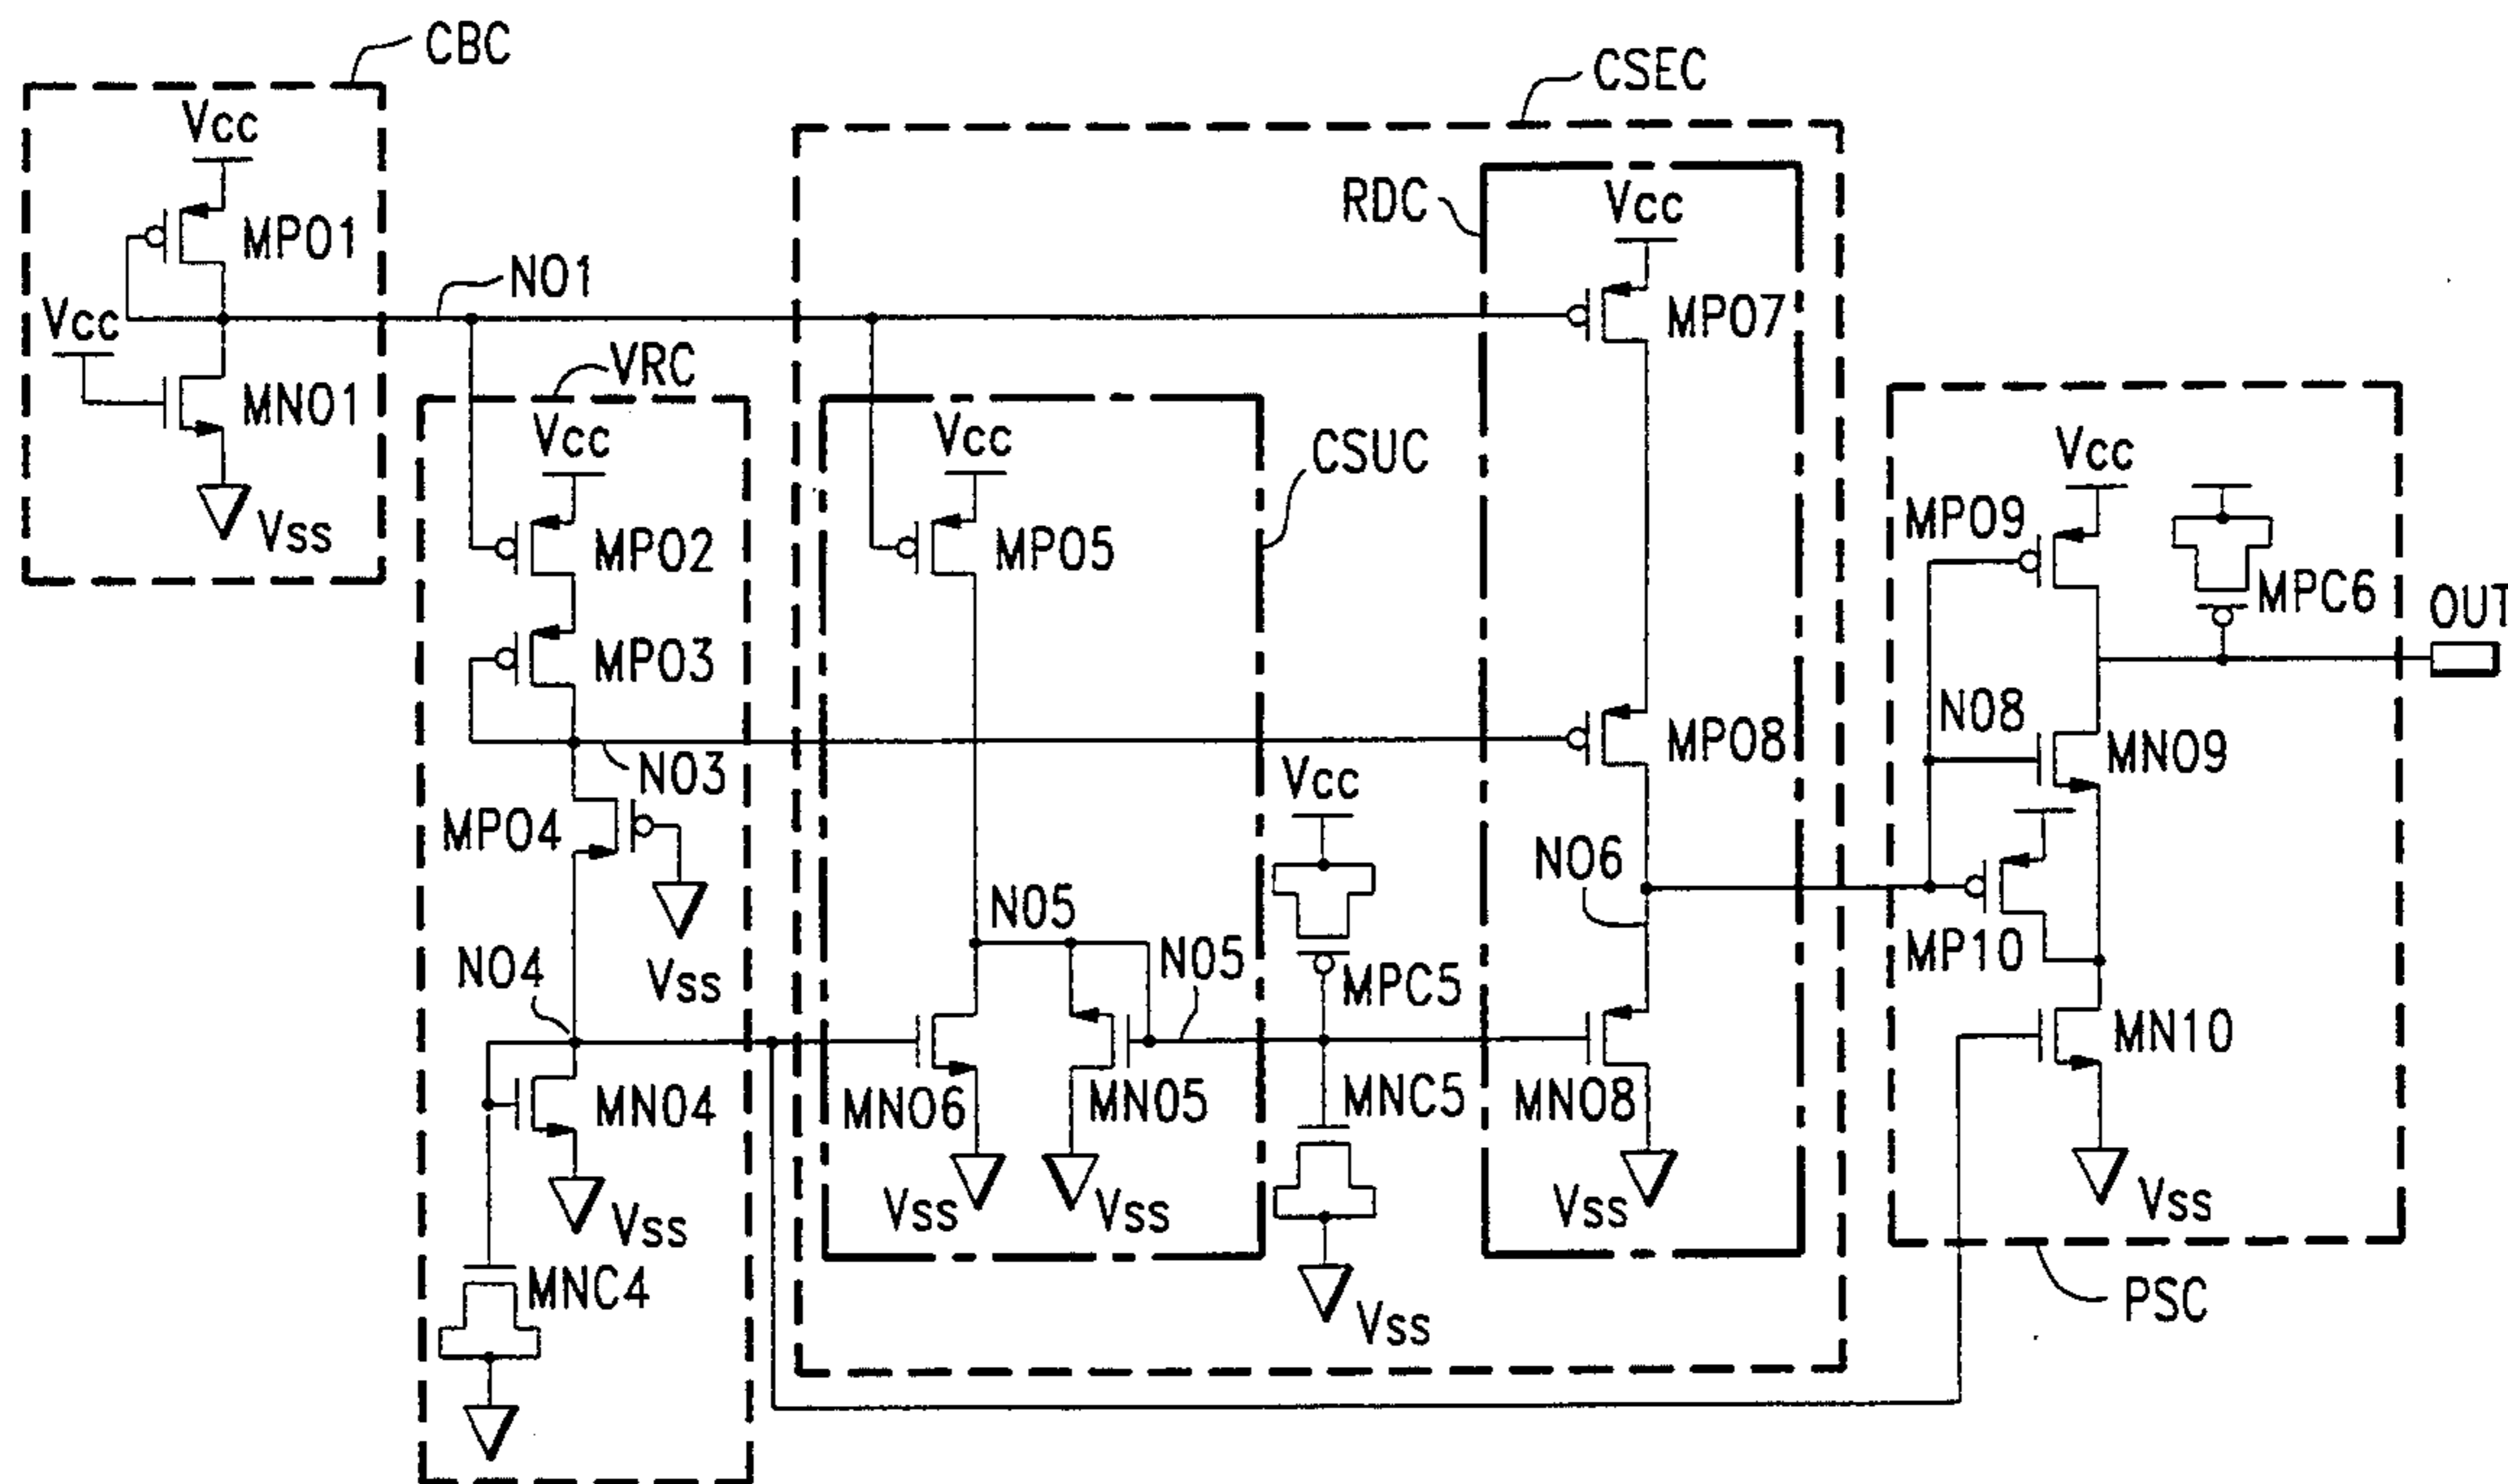 CBC
CSEC
Vcc
RDC
Vcc
MP01
N01
Vcc
MP07
VRC
MN01
Vcc
Vcc
CSUC
Vcc
Vss
MP09
MP02
MP05
MPC6
OUT
MP03
N08
MP08
MN09
N03
Vcc
MP04
N06
N05
N04
Vss
N05
MPC5
MP10
MN10
MN04
MN06
MN05
MNC5
MN08
Vss
Vss
Vss
Vss
Vss
MNC4
Vss
PSC